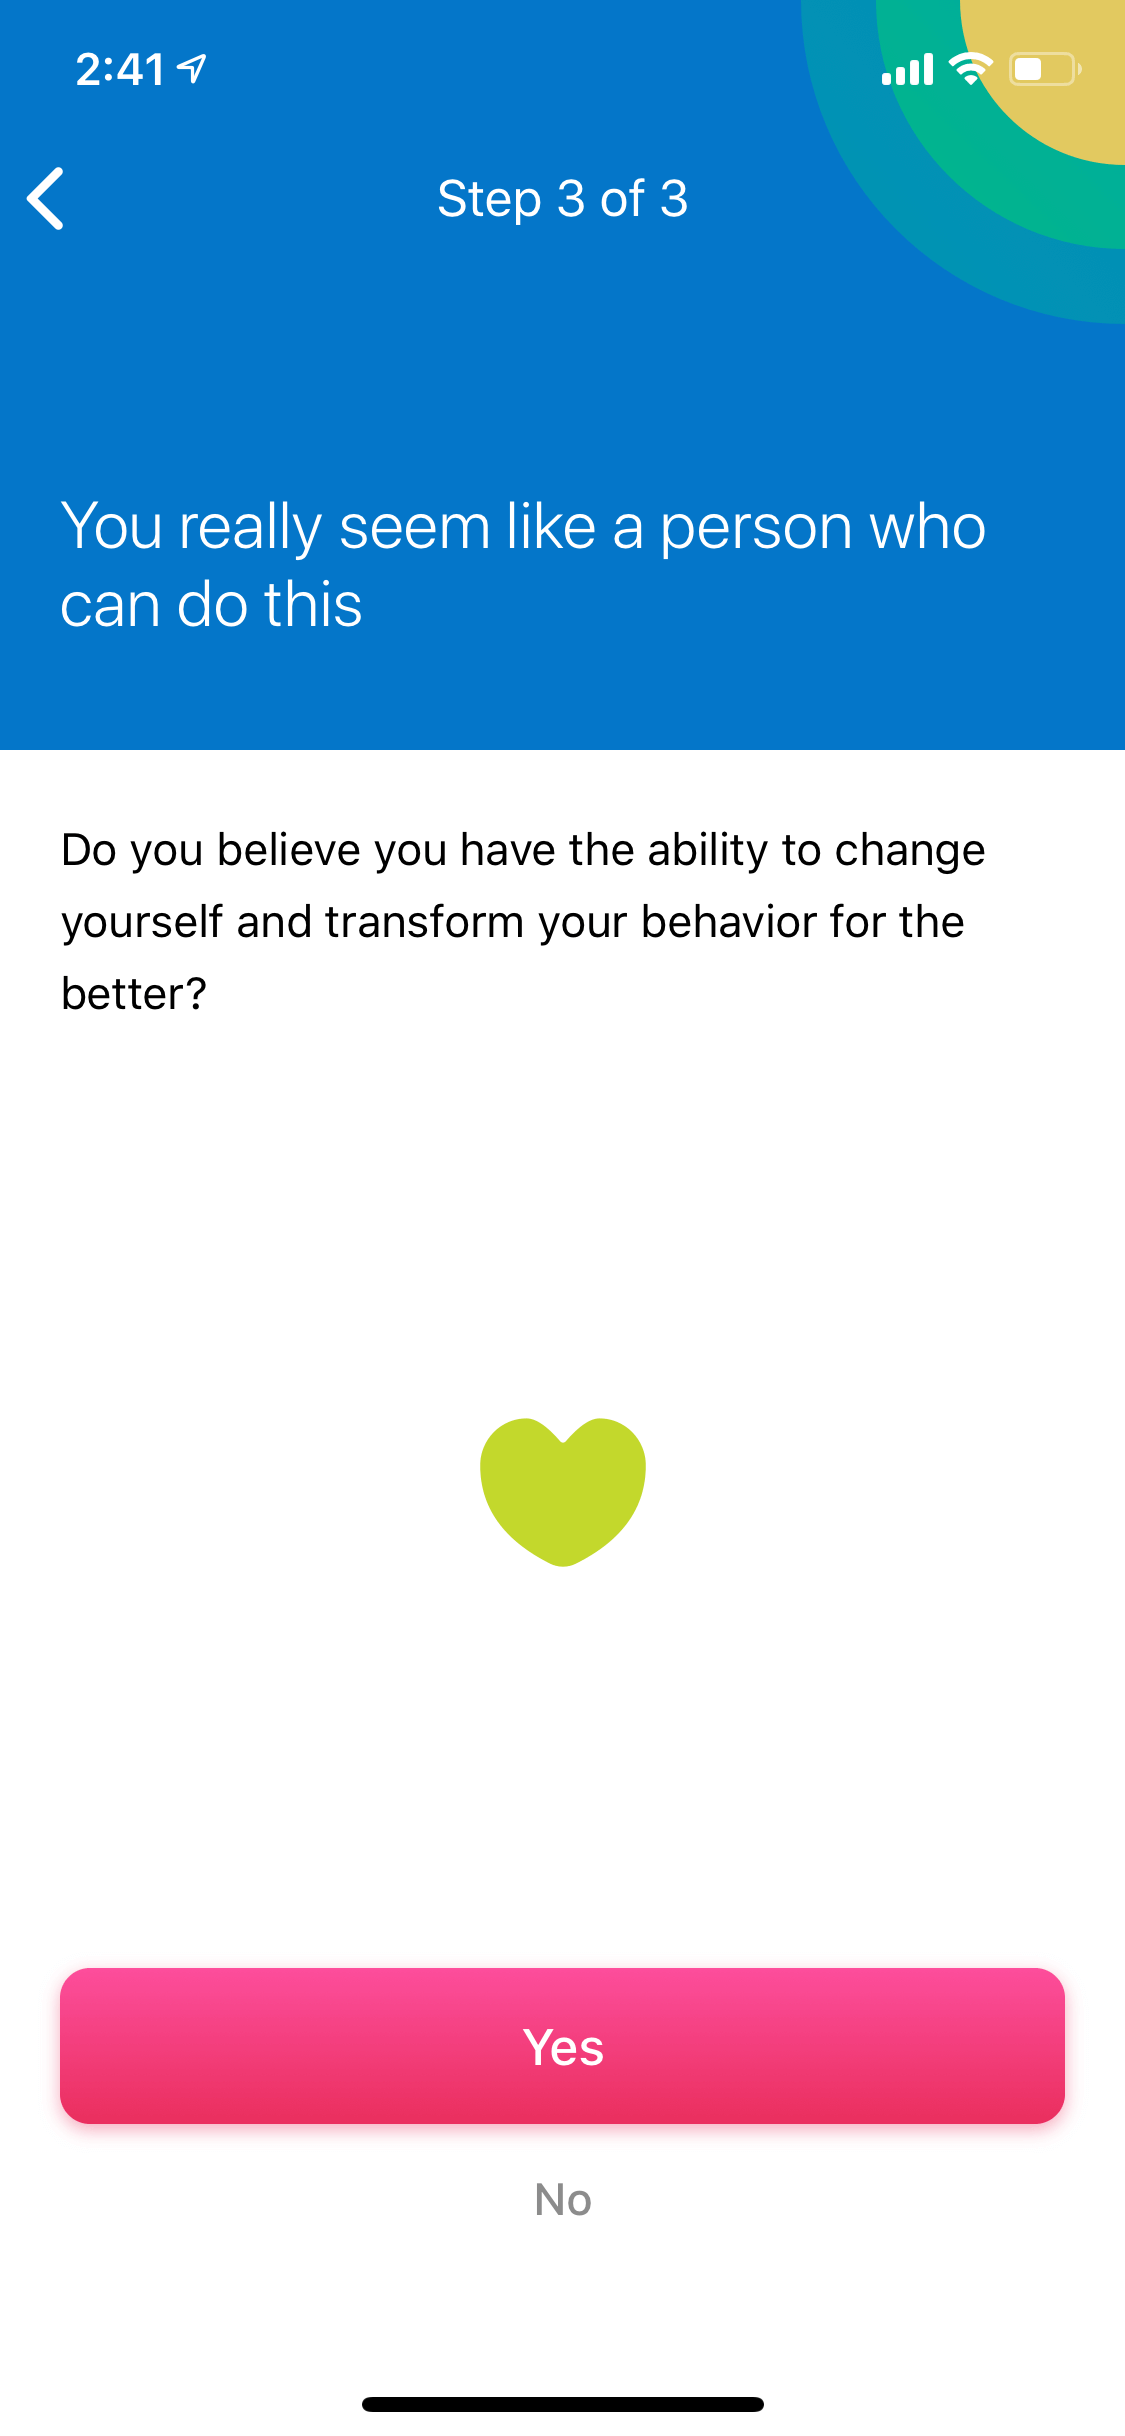 2:41
Step 3 of 3
You really seem like a person who
can do this
Do you believe you have the ability to change
yourself and transform your behavior for the
better?
Yes
No